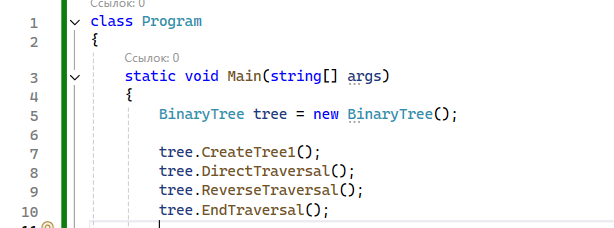 Ссылок: 0
1 class Program
2 {
Ссылок: 0
3 static void Main(string[] args)
4 {
5 BinaryTree tree = new BinaryTree();
6
7 tree.CreateTree1();
8 tree.DirectTraversal();
9 tree.ReverseTraversal();
10 tree.EndTraversal();
11